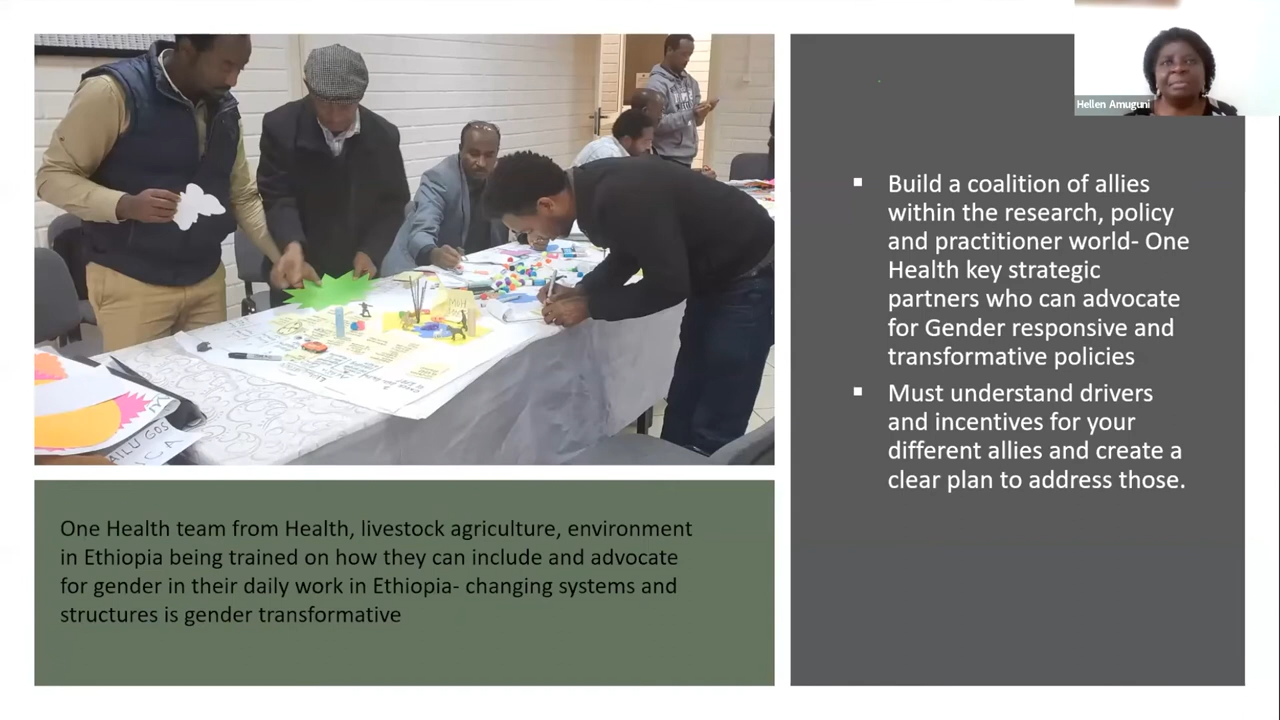 Hellen Amuguni
▪ Build a coalition of allies
within the research, policy
and practitioner world- One
Health key strategic
partners who can advocate
for Gender responsive and
transformative policies
▪ Must understand drivers
and incentives for your
different allies and create a
clear plan to address those.
MOH
AILU GOS
ICA
One Health team from Health, livestock agriculture, environment
in Ethiopia being trained on how they can include and advocate
for gender in their daily work in Ethiopia- changing systems and
structures is gender transformative